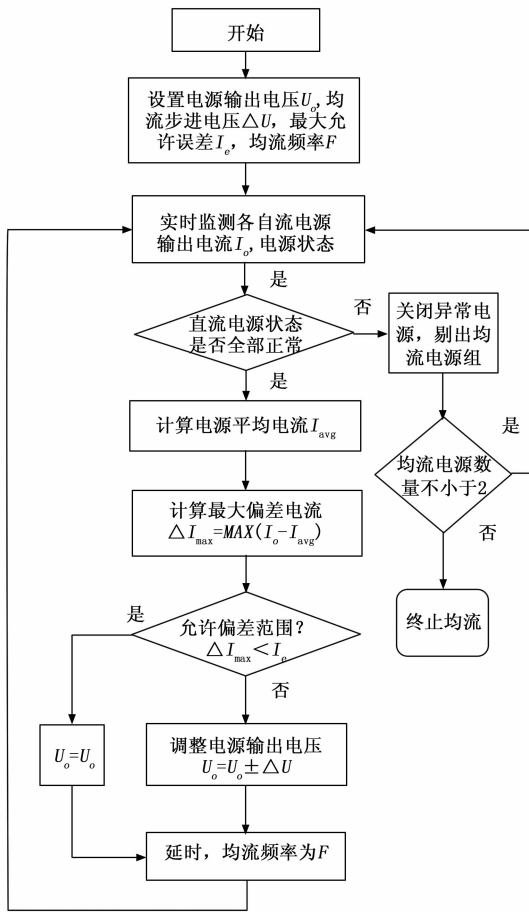 开始
设置电源输出电压Uo,均
流步进电压△U，最大允
许误差Ie，均流频率F
实时监测各自流电源
输出电流Io,电源状态
是
直流电源状态
是否全部正常
否
关闭异常电
源，剔出均
流电源组
是
计算电源平均电流Iavg
均流电源数
量不小于2
是
否
终止均流
计算最大偏差电流
△Imax=MAX(Io-Iavg)
是
允许偏差范围？
△Imax＜Ie
否
Uo=Uo
调整电源输出电压
Uo=Uo±△U
延时，均流频率为F